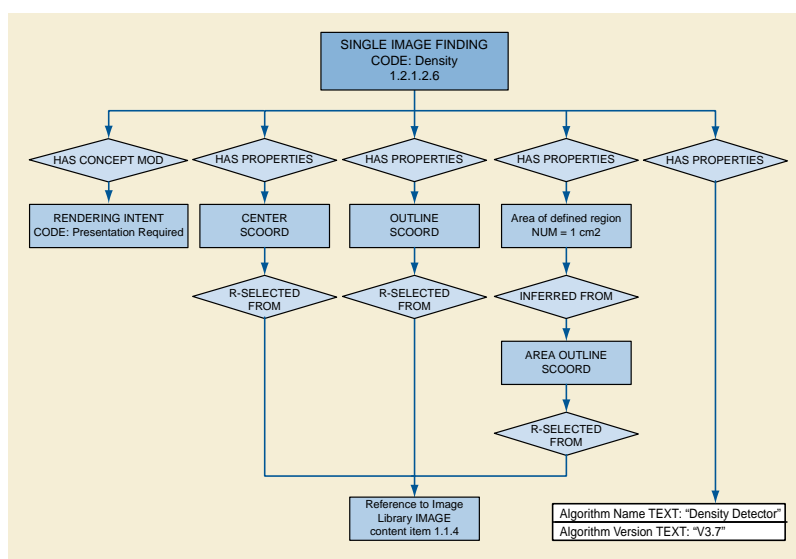 SINGLE IMAGE FINDING
CODE: Density
1.2.1.2.6
HAS CONCEPT MOD
HAS PROPERTIES
HAS PROPERTIES
HAS PROPERTIES
HAS PROPERTIES
RENDERING INTENT
CODE: Presentation Required
CENTER
SCOORD
OUTLINE
SCOORD
Area of defined region
NUM = 1 cm2
R-SELECTED
FROM
R-SELECTED
FROM
INFERRED FROM
AREA OUTLINE
SCOORD
R-SELECTED
FROM
Reference to Image
Library IMAGE
content item 1.1.4
Algorithm Name TEXT: “Density Detector”
Algorithm Version TEXT: “V3.7”